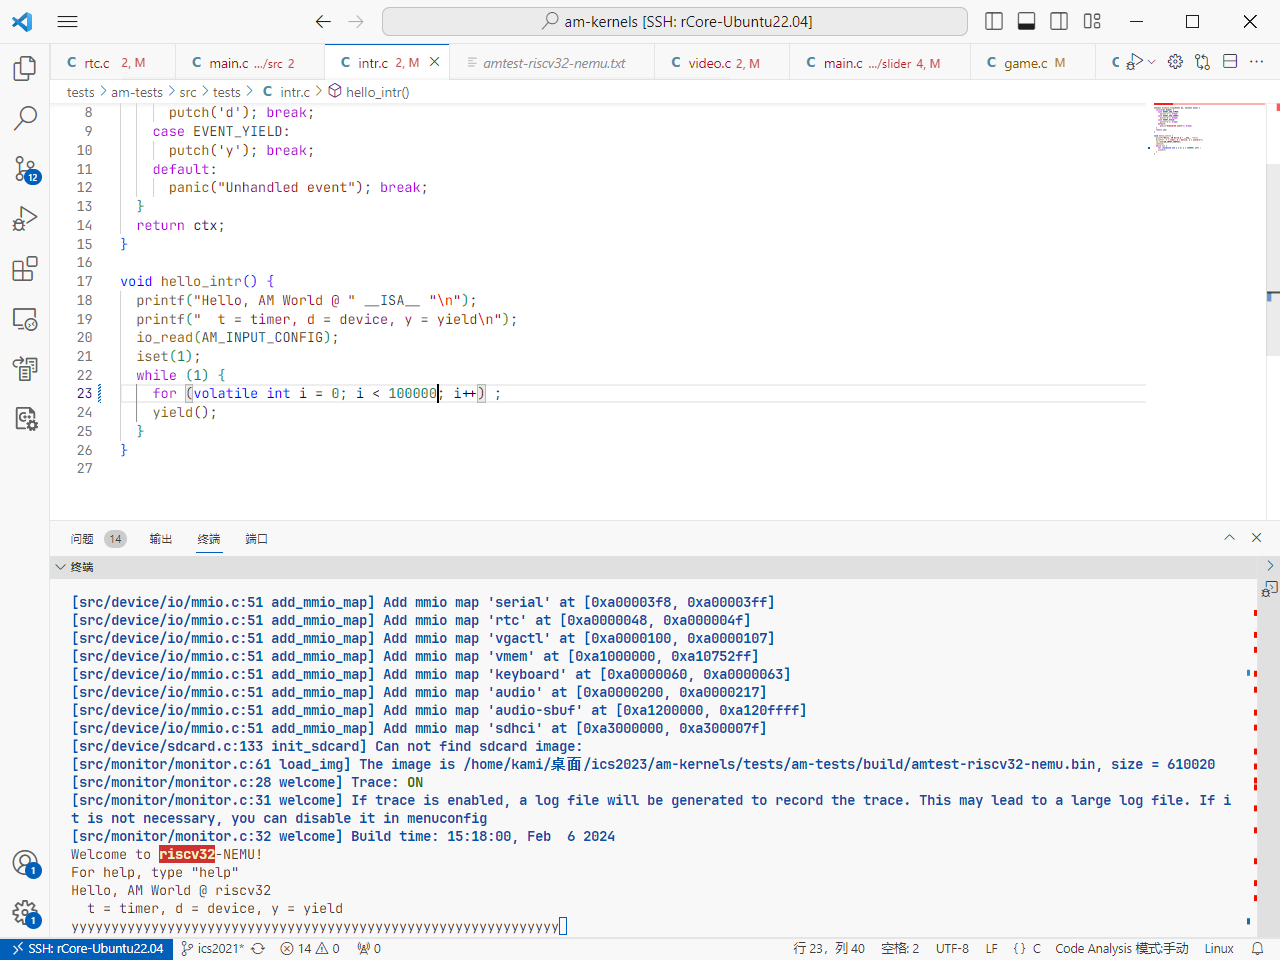 am-kernels [SSH: rCore-Ubuntu22.04]
rtc.c 2, M main.c .../src 2 intr.c 2, M amtest-riscv32-nemu.txt video.c 2, M main.c .../slider 4, M game.c M
tests > am-tests > src > tests > intr.c > hello_intr()
8 putch('d'); break;
9 case EVENT_YIELD:
10 putch('y'); break;
11 default:
12 panic("Unhandled event"); break;
13 }
14 return ctx;
15 }
16
17 void hello_intr() {
18 printf("Hello, AM World @ " __ISA__ "\n");
19 printf("  t = timer, d = device, y = yield\n");
20 io_read(AM_INPUT_CONFIG);
21 iset(1);
22 while (1) {
23 for (volatile int i = 0; i < 100000; i++) ;
24 yield();
25 }
26 }
27
12
问题 14 输出 终端 端口
终端
[src/device/io/mmio.c:51 add_mmio_map] Add mmio map 'serial' at [0xa00003f8, 0xa00003ff]
[src/device/io/mmio.c:51 add_mmio_map] Add mmio map 'rtc' at [0xa0000048, 0xa000004f]
[src/device/io/mmio.c:51 add_mmio_map] Add mmio map 'vgactl' at [0xa0000100, 0xa0000107]
[src/device/io/mmio.c:51 add_mmio_map] Add mmio map 'vmem' at [0xa1000000, 0xa10752ff]
[src/device/io/mmio.c:51 add_mmio_map] Add mmio map 'keyboard' at [0xa0000060, 0xa0000063]
[src/device/io/mmio.c:51 add_mmio_map] Add mmio map 'audio' at [0xa0000200, 0xa0000217]
[src/device/io/mmio.c:51 add_mmio_map] Add mmio map 'audio-sbuf' at [0xa1200000, 0xa120ffff]
[src/device/io/mmio.c:51 add_mmio_map] Add mmio map 'sdhci' at [0xa3000000, 0xa300007f]
[src/device/sdcard.c:133 init_sdcard] Can not find sdcard image:
[src/monitor/monitor.c:61 load_img] The image is /home/kami/桌面/ics2023/am-kernels/tests/am-tests/build/amtest-riscv32-nemu.bin, size = 610020
[src/monitor/monitor.c:28 welcome] Trace: ON
[src/monitor/monitor.c:31 welcome] If trace is enabled, a log file will be generated to record the trace. This may lead to a large log file. If i
t is not necessary, you can disable it in menuconfig
[src/monitor/monitor.c:32 welcome] Build time: 15:18:00, Feb  6 2024
Welcome to riscv32-NEMU!
For help, type "help"
Hello, AM World @ riscv32
  t = timer, d = device, y = yield
yyyyyyyyyyyyyyyyyyyyyyyyyyyyyyyyyyyyyyyyyyyyyyyyyyyyyyyyyyyyy
1
1
SSH: rCore-Ubuntu22.04 ics2021* 14 0 0 行 23，列 40 空格: 2 UTF-8 LF {} C Code Analysis 模式:手动 Linux